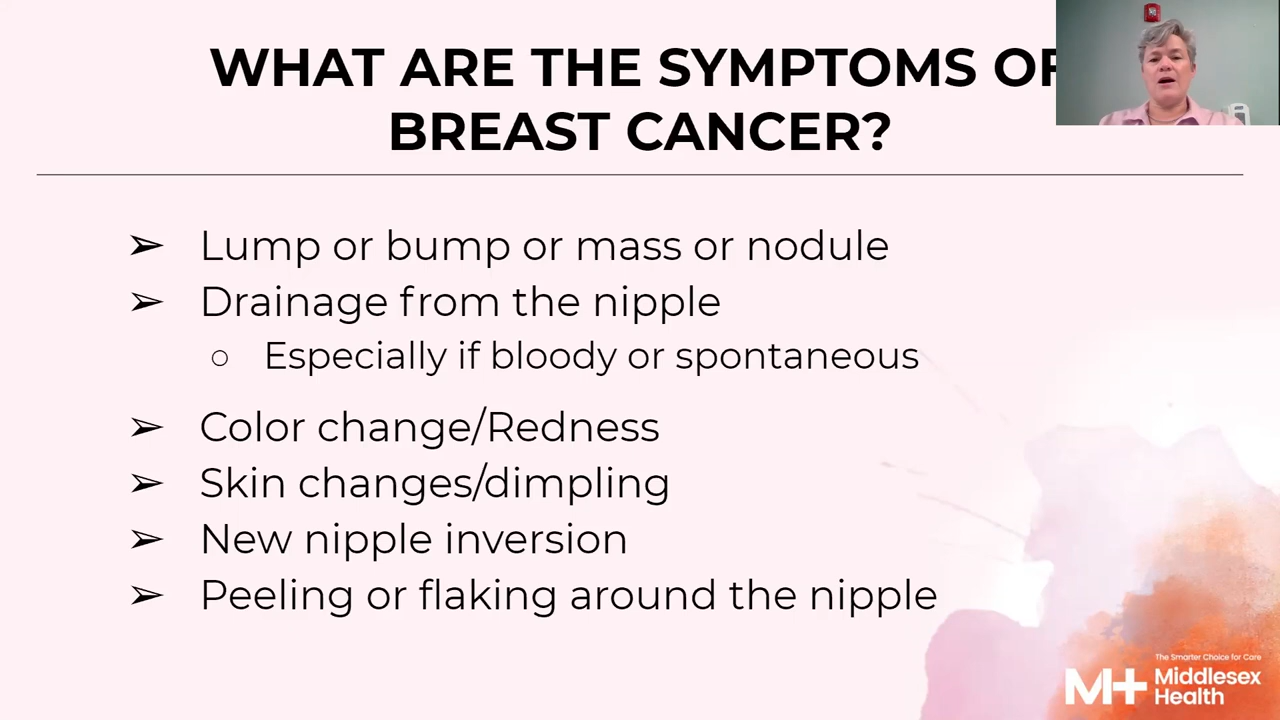 WHAT ARE THE SYMPTOMS OF
BREAST CANCER?
➢ Lump or bump or mass or nodule
➢ Drainage from the nipple
○ Especially if bloody or spontaneous
➢ Color change/Redness
➢ Skin changes/dimpling
➢ New nipple inversion
➢ Peeling or flaking around the nipple
The Smarter Choice for Care
M+ Middlesex
Health